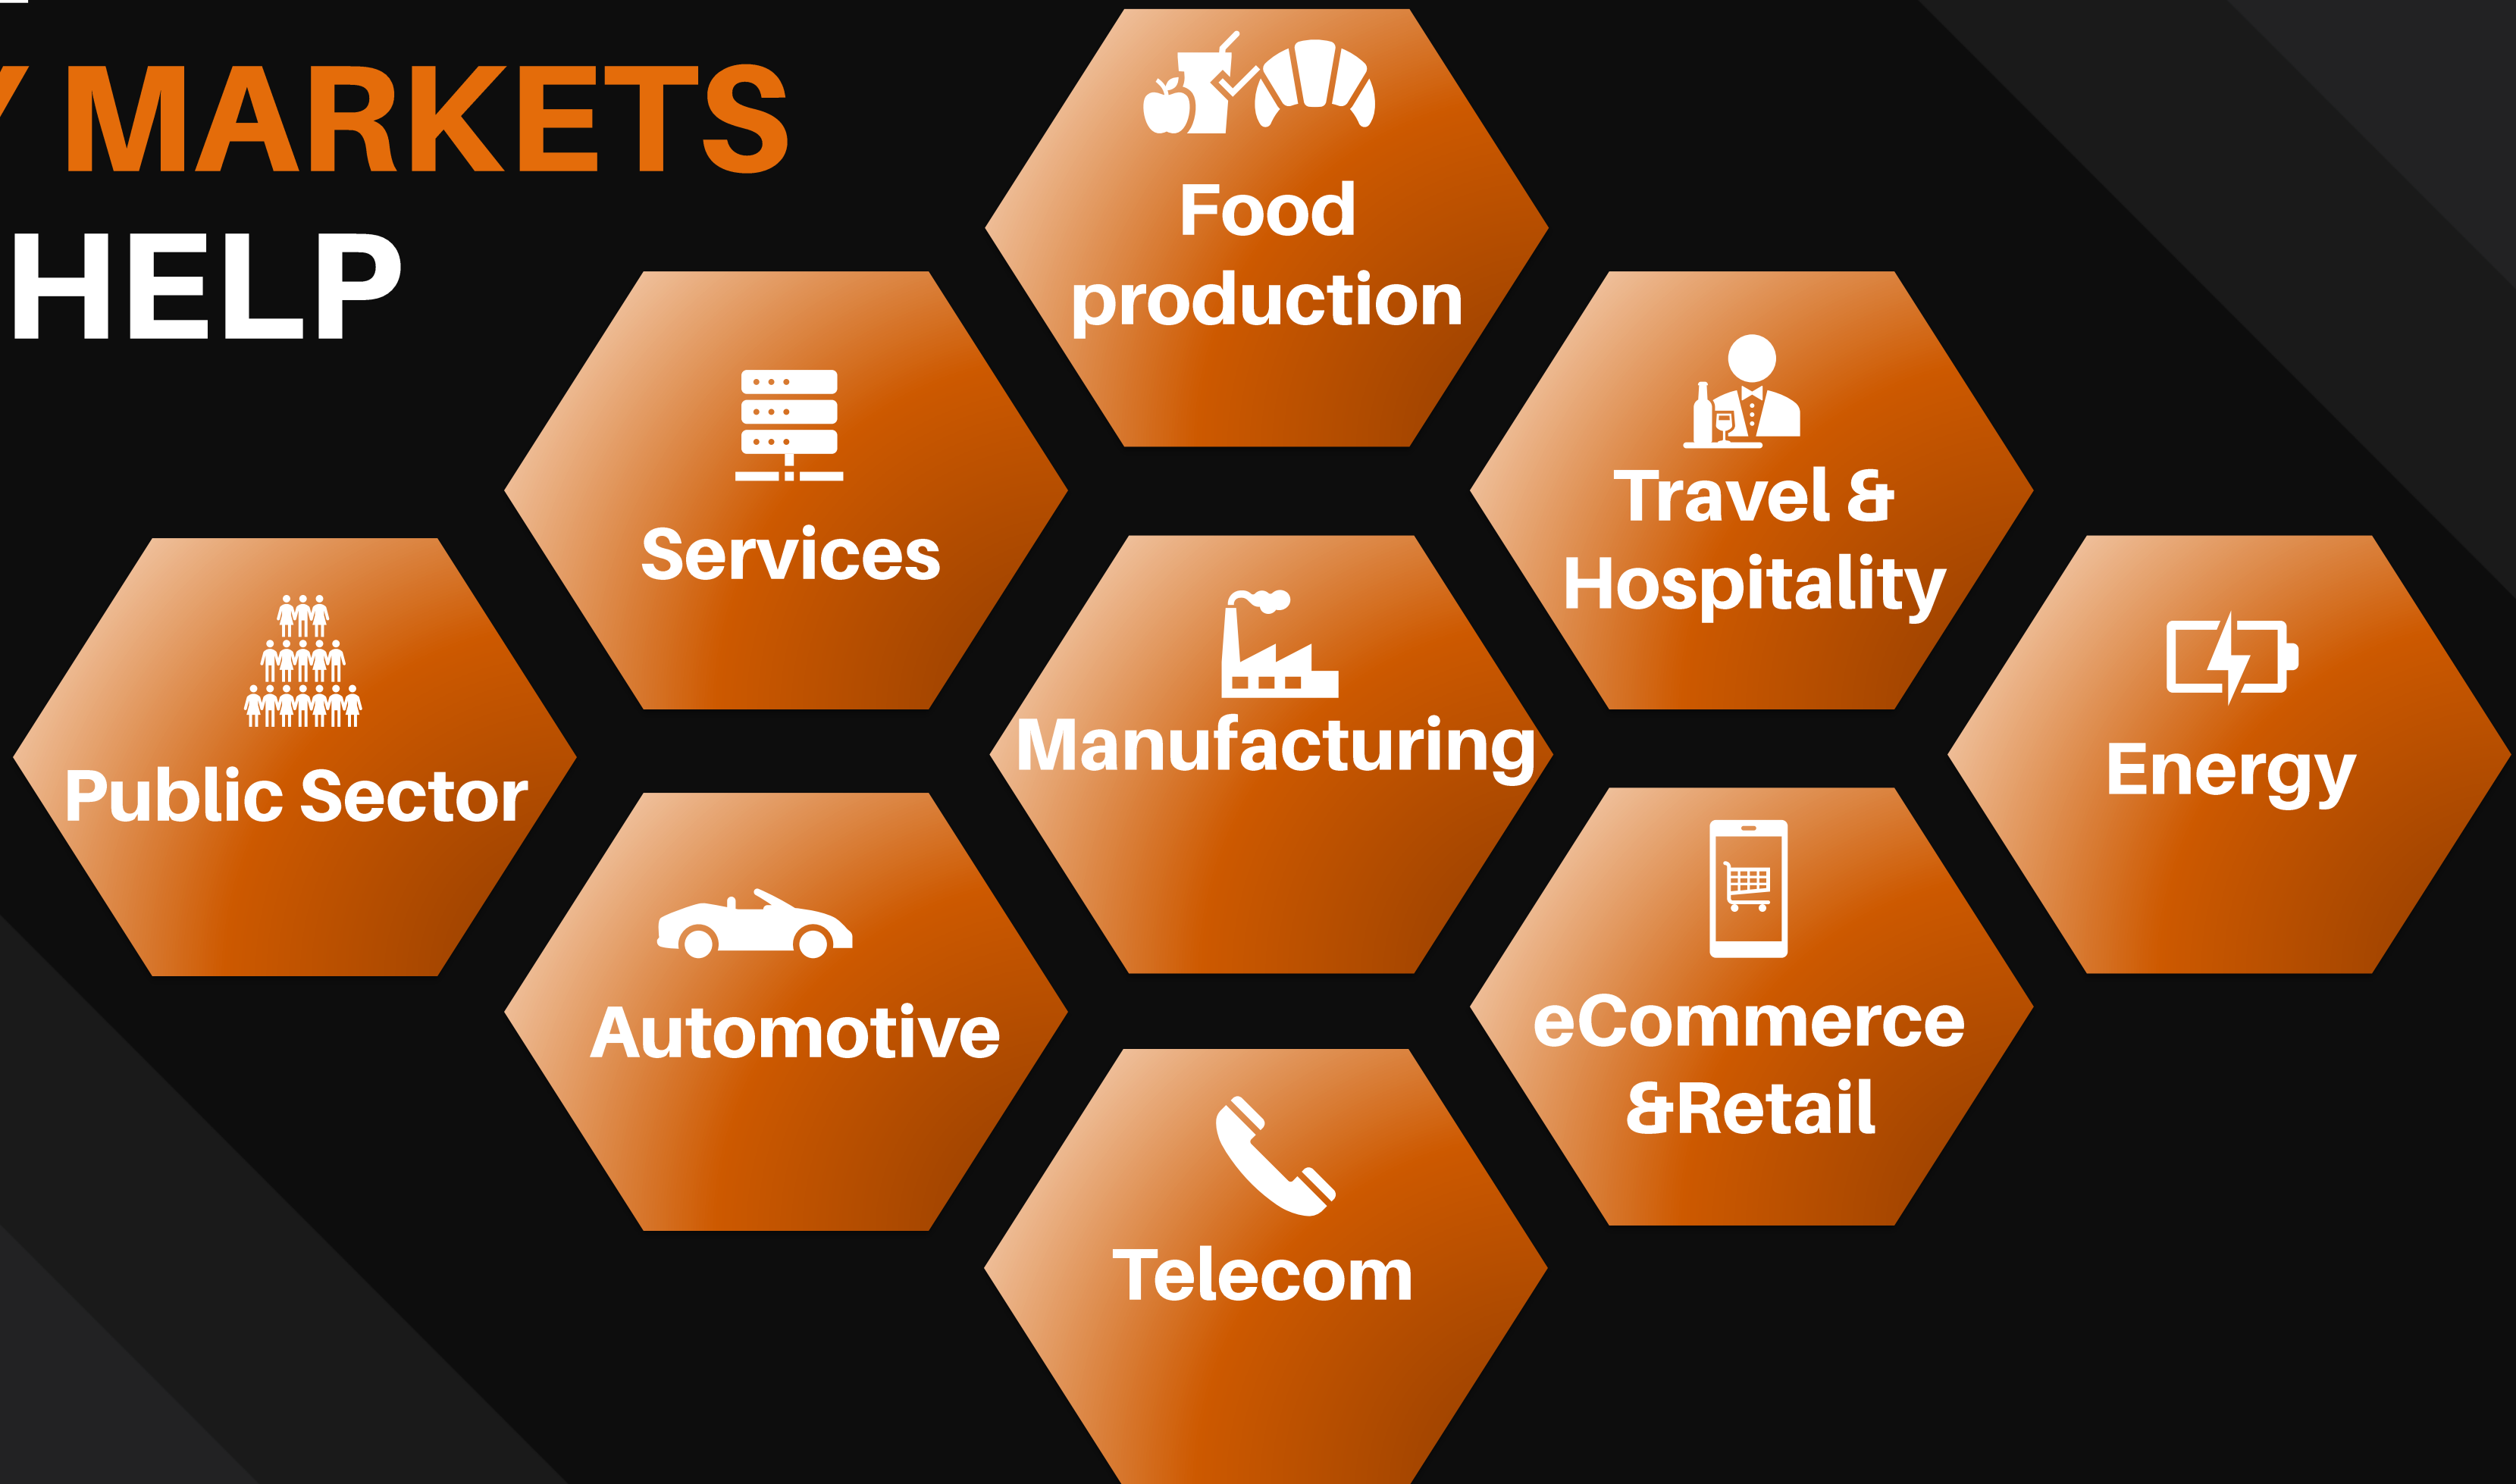 MARKETS
HELP
Food
production
Services
Travel &
Hospitality
Public Sector
Manufacturing
Energy
Automotive
eCommerce
&Retail
Telecom